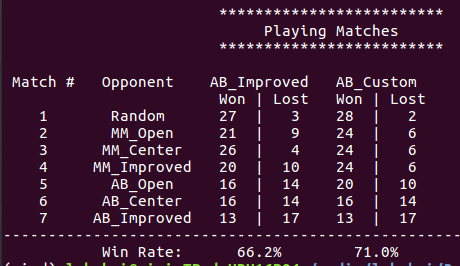 *************************
Playing Matches
*************************
Match # Opponent AB_Improved AB_Custom
Won | Lost Won | Lost
1 Random 27 | 3 28 | 2
2 MM_Open 21 | 9 24 | 6
3 MM_Center 26 | 4 24 | 6
4 MM_Improved 20 | 10 24 | 6
5 AB_Open 16 | 14 20 | 10
6 AB_Center 16 | 14 16 | 14
7 AB_Improved 13 | 17 13 | 17
--------------------------------------------------------------------------
Win Rate: 66.2% 71.0%